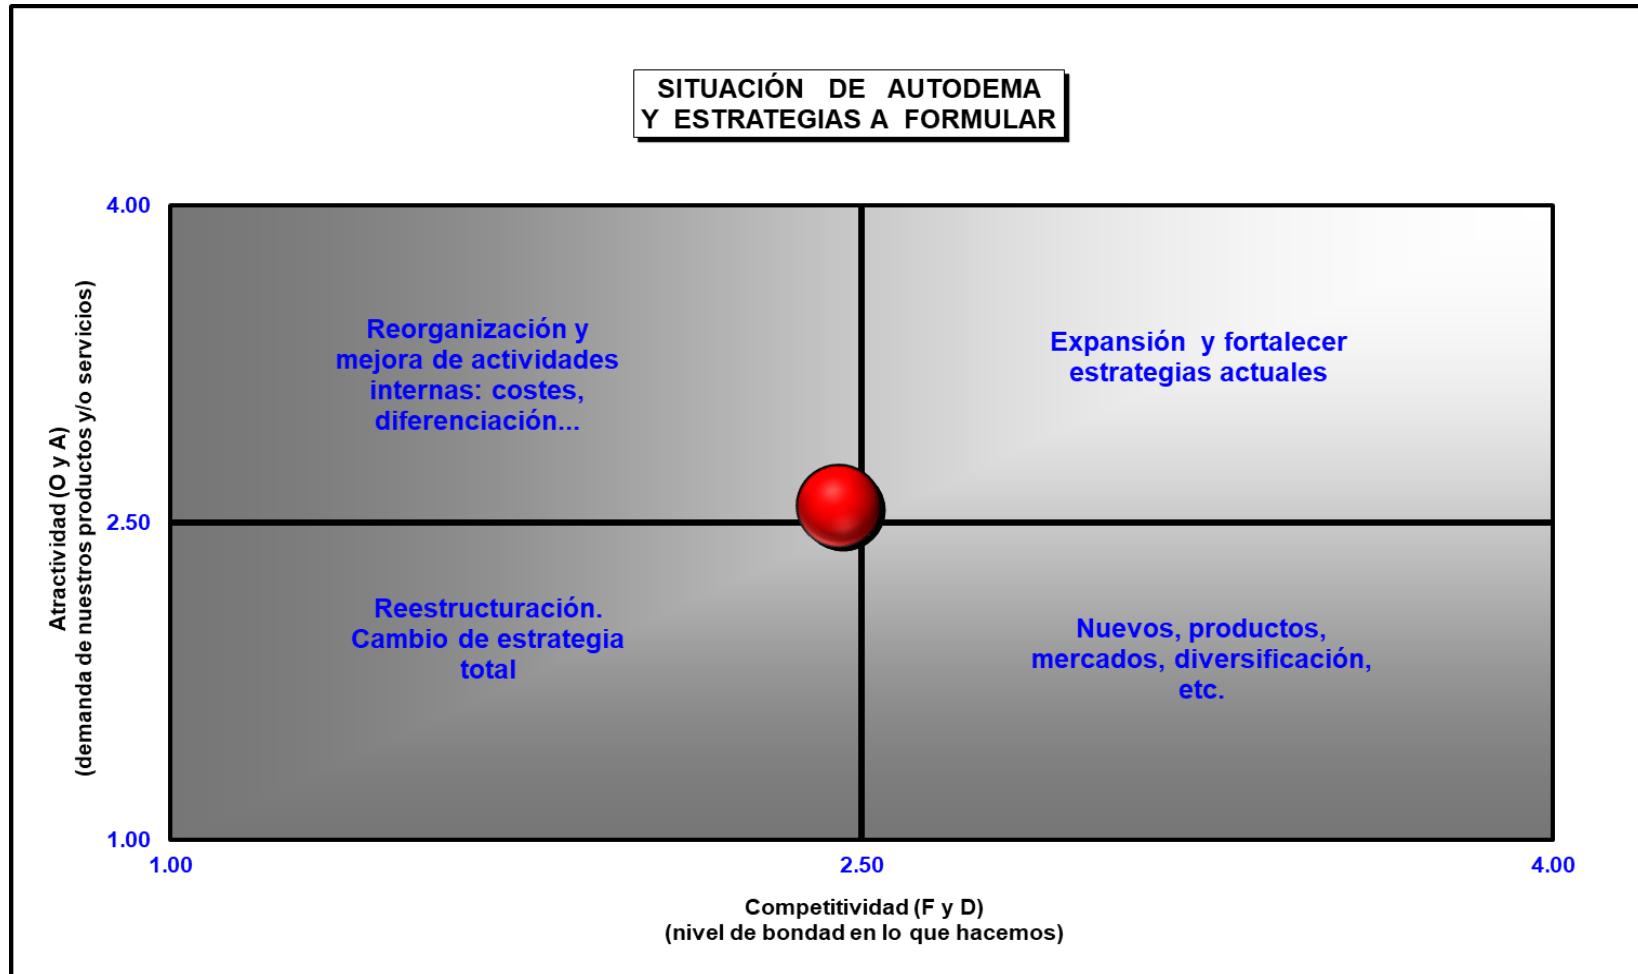 SITUACIÓN DE AUTODEMA
Y ESTRATEGIAS A FORMULAR
4.00
Reorganización y
mejora de actividades
internas: costes,
diferenciación...
Expansión y fortalecer
estrategias actuales
Atractividad (O y A)
(demanda de nuestros productos y/o servicios)
2.50
Reestructuración.
Cambio de estrategia
total
Nuevos, productos,
mercados, diversificación,
etc.
1.00
1.00
2.50
4.00
Competitividad (F y D)
(nivel de bondad en lo que hacemos)